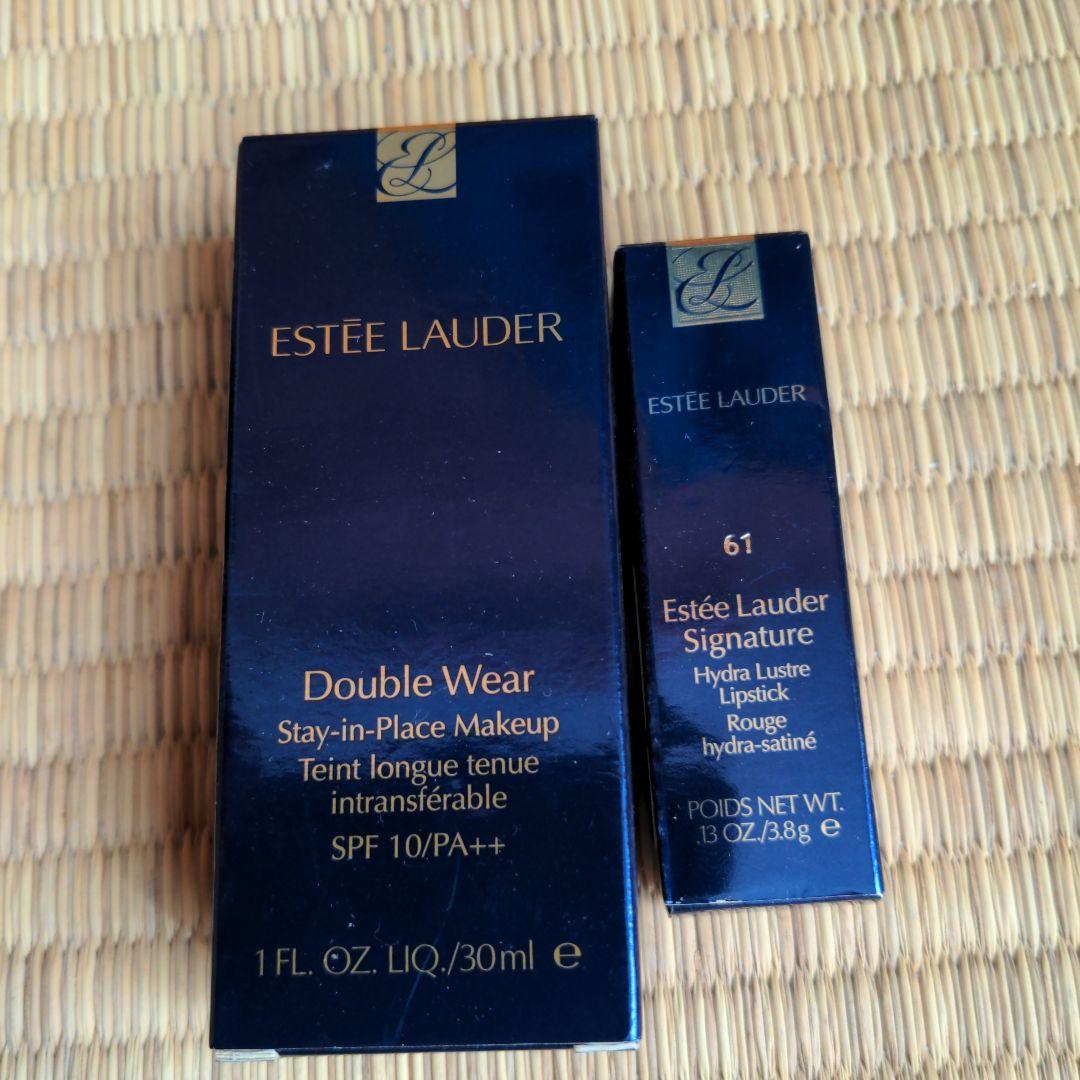 EL
ESTĒE LAUDER
Double Wear
Stay-in-Place Makeup
Teint longue tenue
intransférable
SPF 10/PA++
1 FL. OZ. LIQ./30ml e
EL
ESTĒE LAUDER
61
Estée Lauder
Signature
Hydra Lustre
Lipstick
Rouge
hydra-satiné
POIDS NET WT.
.13 OZ./3.8g e